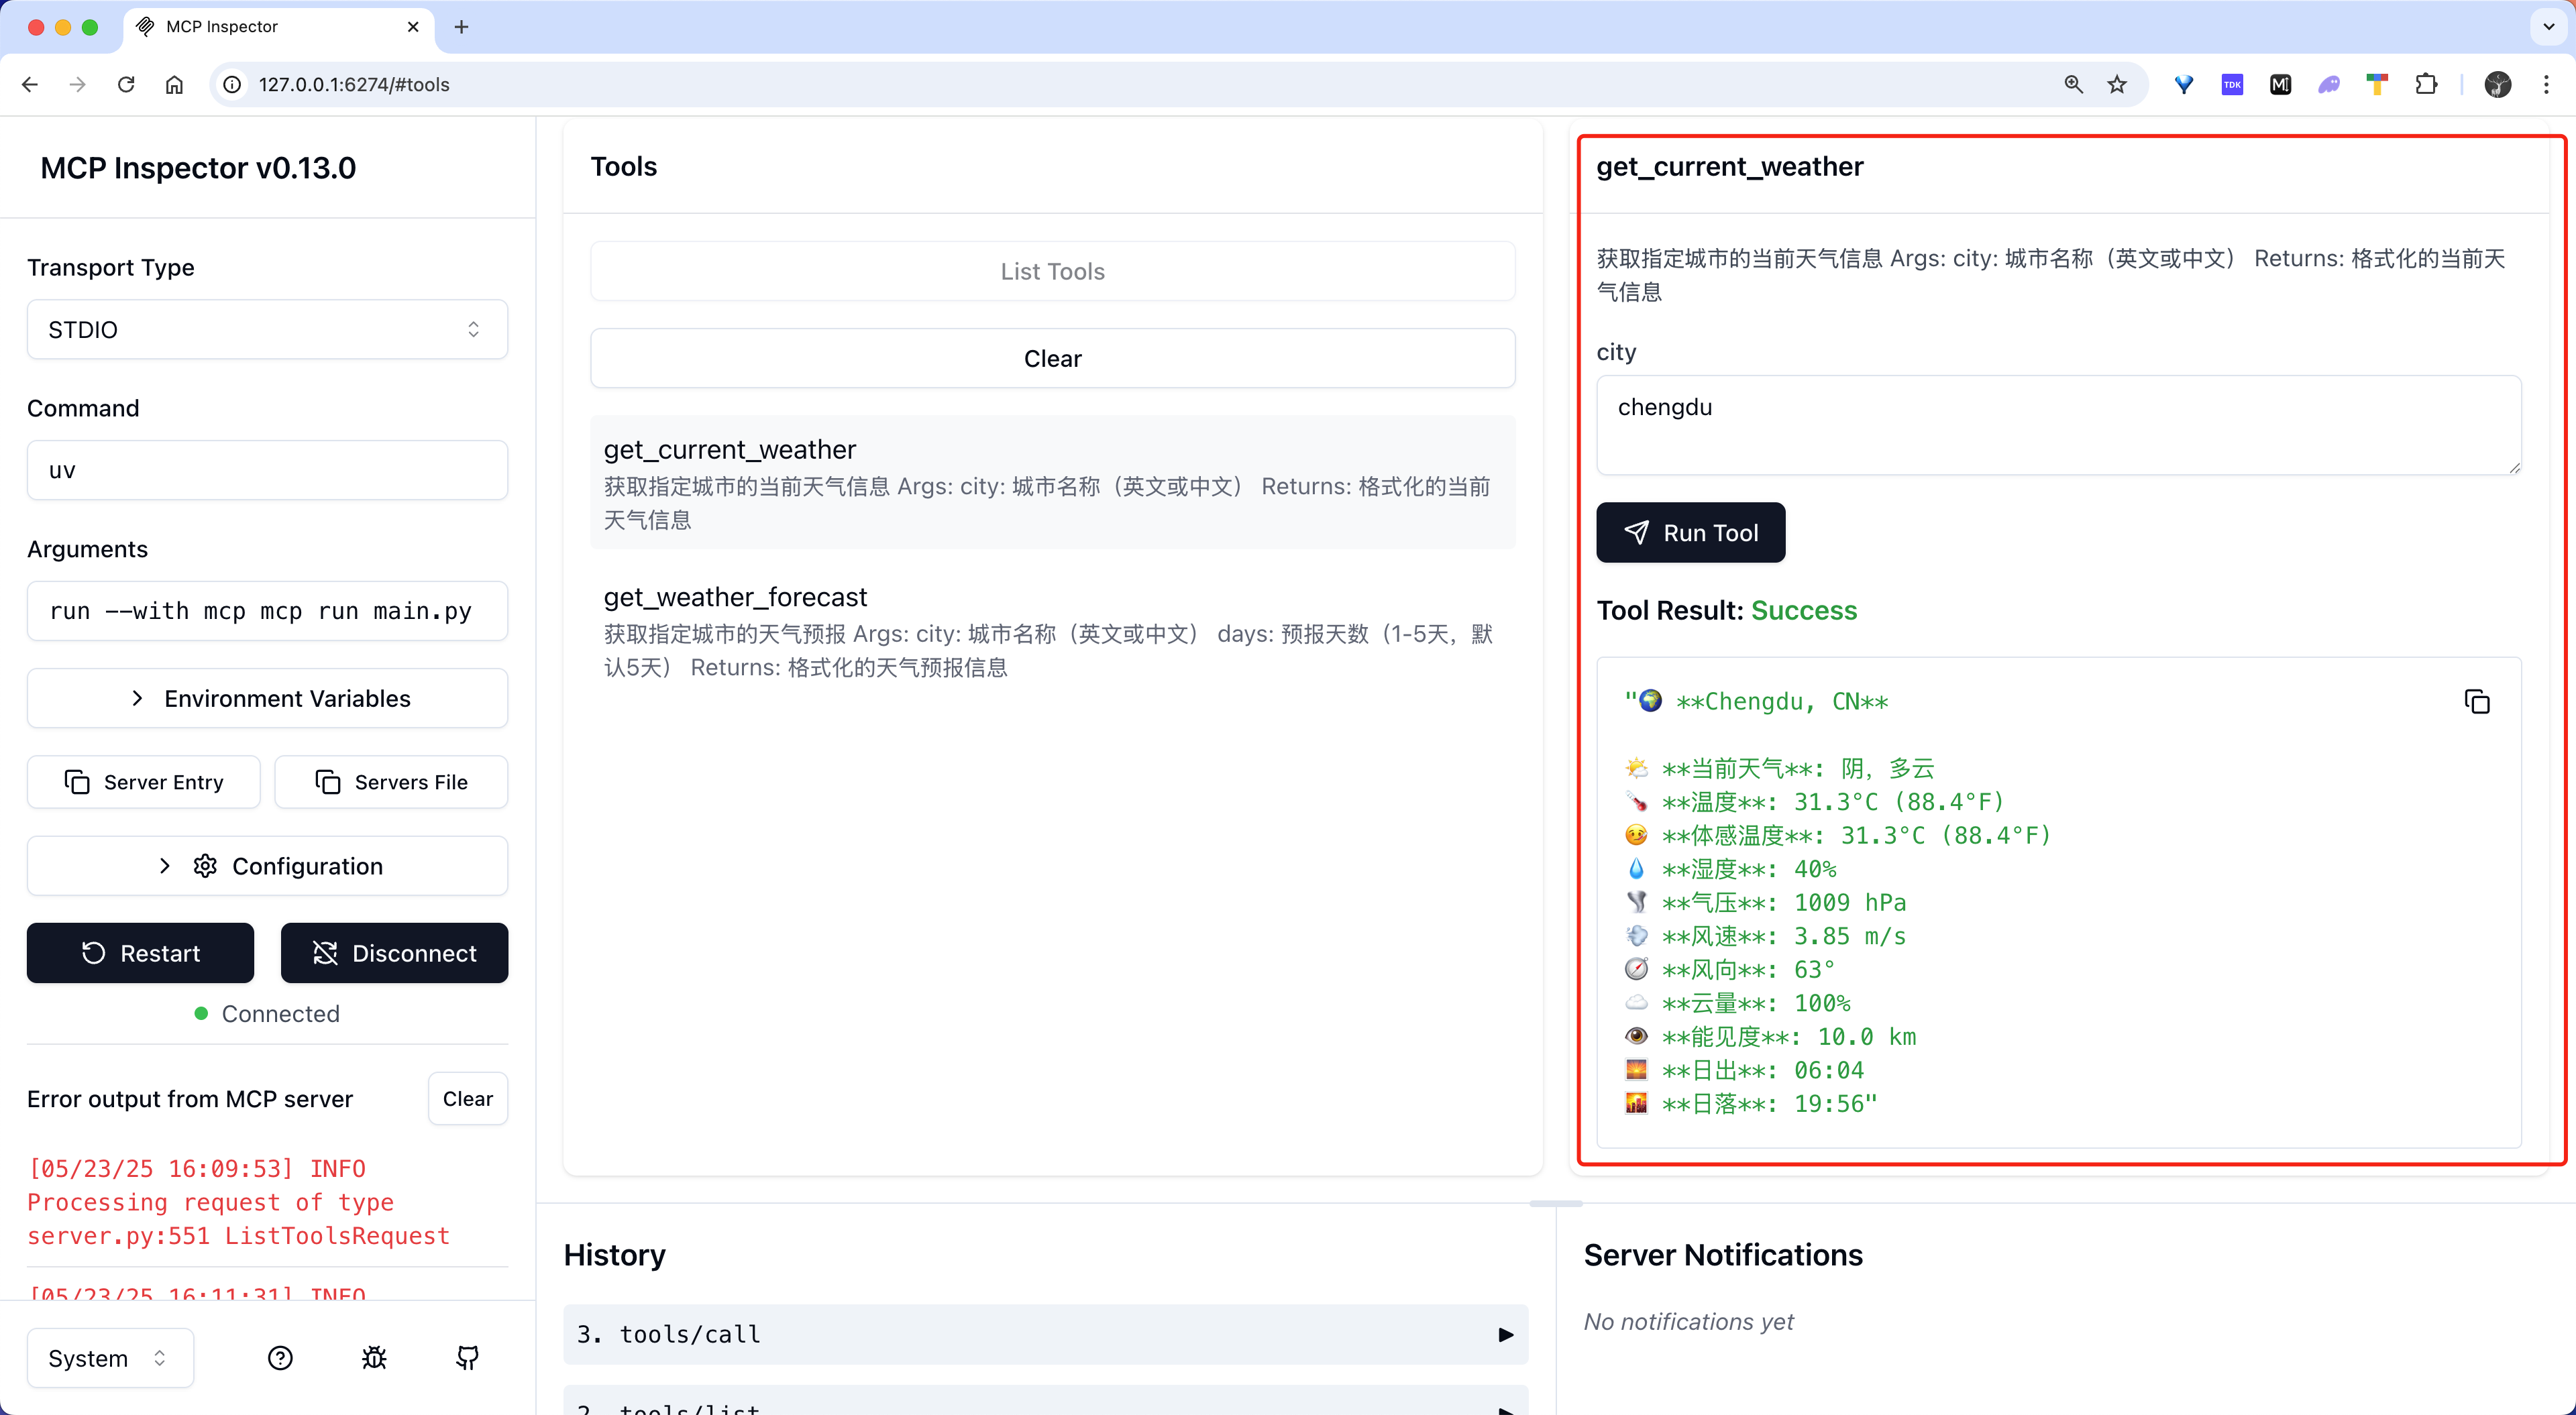 MCP Inspector
127.0.0.1:6274/#tools
TDK
MCP Inspector v0.13.0
Transport Type
STDIO
Command
uv
Arguments
run --with mcp mcp run main.py
Environment Variables
Server Entry
Servers File
Configuration
Restart
Disconnect
Connected
Error output from MCP server
Clear
[05/23/25 16:09:53] INFO
Processing request of type
server.py:551 ListToolsRequest
[05/23/25 16:11:31] INFO
System
Tools
List Tools
Clear
get_current_weather
获取指定城市的当前天气信息 Args: city: 城市名称（英文或中文） Returns: 格式化的当前
天气信息
get_weather_forecast
获取指定城市的天气预报 Args: city: 城市名称（英文或中文） days: 预报天数（1-5天，默
认5天） Returns: 格式化的天气预报信息
get_current_weather
获取指定城市的当前天气信息 Args: city: 城市名称（英文或中文） Returns: 格式化的当前天
气信息
city
chengdu
Run Tool
Tool Result: Success
"🌍 **Chengdu, CN**
🌤️ **当前天气**: 阴，多云
🌡️ **温度**: 31.3°C (88.4°F)
🤒 **体感温度**: 31.3°C (88.4°F)
💧 **湿度**: 40%
🌪️ **气压**: 1009 hPa
💨 **风速**: 3.85 m/s
🧭 **风向**: 63°
☁️ **云量**: 100%
👁️ **能见度**: 10.0 km
🌅 **日出**: 06:04
🌇 **日落**: 19:56"
History
3. tools/call
2. tools/list
Server Notifications
No notifications yet